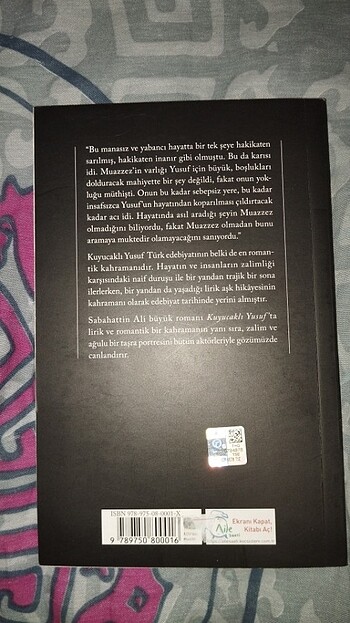 "Bu manasız ve yabancı hayatta bir tek şeye hakikaten
sarılmış, hakikaten inanır gibi olmuştu. Bu da karısı
idi. Muazzez'in varlığı Yusuf için büyük, boşlukları
dolduracak mahiyette bir şey değildi, fakat onun yok-
luğu müthişti. Onun bu kadar sebepsiz yere, bu kadar
insafsızca Yusuf'un hayatından koparılması çıldırtacak
kadar acı idi. Hayatında asıl aradığı şeyin Muazzez
olmadığını biliyordu, fakat Muazzez olmadan bunu
aramaya muktedir olamayacağını sanıyordu."
Kuyucaklı Yusuf Türk edebiyatının belki de en roman-
tik kahramanıdır. Hayatın ve insanların zalimliği
karşısındaki naif duruşu ile bir yandan trajik bir sona
ilerlerken, bir yandan da yaşadığı lirik aşk hikâyesinin
kahramanı olarak edebiyat tarihinde yerini almıştır.
Sabahattin Ali büyük romanı Kuyucaklı Yusuf'ta
lirik ve romantik bir kahramanın yanı sıra, zalim ve
ağulu bir taşra portresini bütün aktörleriyle gözümüzde
canlandırır.
ISBN 978-975-08-0001-X
9 789750 800016
Ekranı Kapat,
Kitabı Aç!
Aile